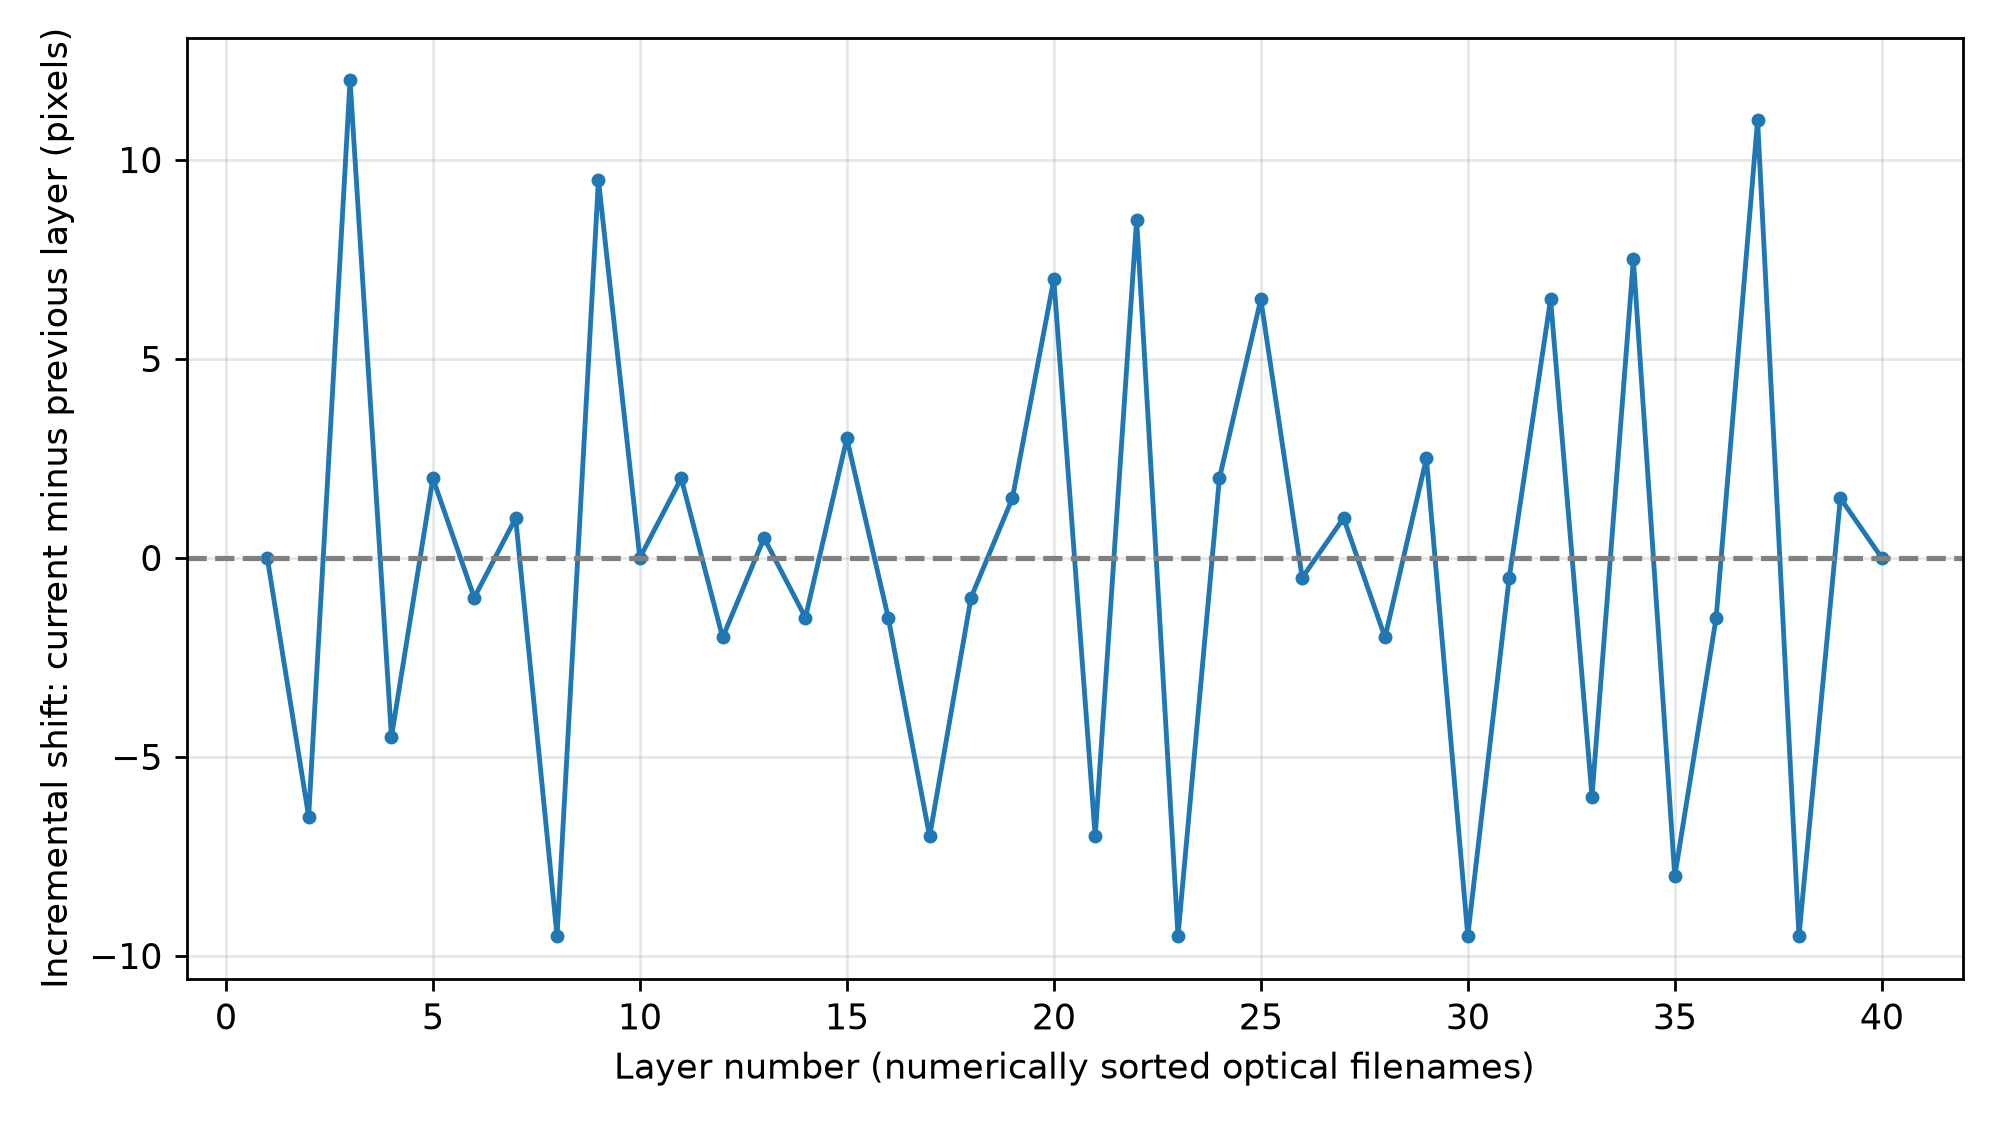 Incremental shift: current minus previous layer (pixels)
10
5
0
−5
−10
0 5 10 15 20 25 30 35 40
Layer number (numerically sorted optical filenames)